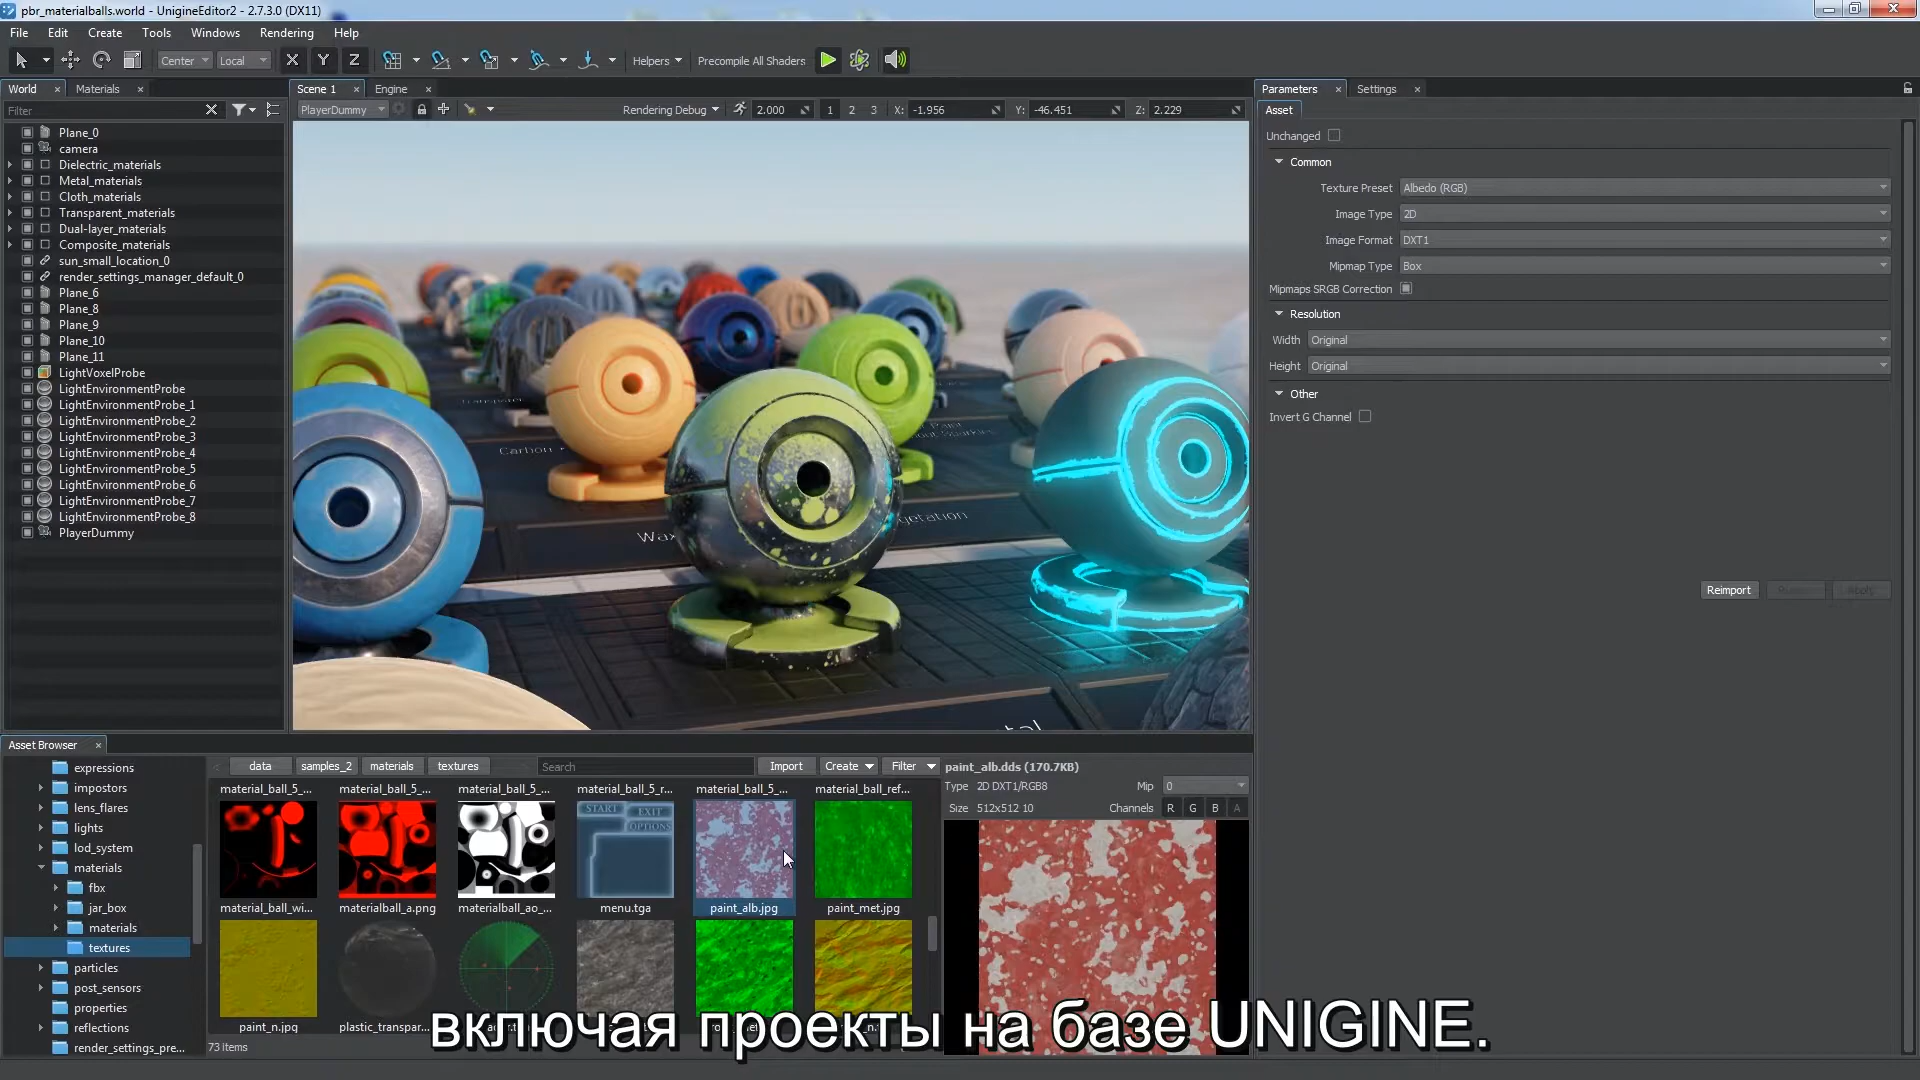 pbr_materialballs.world - UnigineEditor2 - 2.7.3.0 (DX11)
File Edit Create Tools Windows Rendering Help
Center Local X Y Z Helpers Precompile All Shaders
World Materials
Filter
Plane_0
camera
Dielectric_materials
Metal_materials
Cloth_materials
Transparent_materials
Dual-layer_materials
Composite_materials
sun_small_location_0
render_settings_manager_default_0
Plane_6
Plane_8
Plane_9
Plane_10
Plane_11
LightVoxelProbe
LightEnvironmentProbe
LightEnvironmentProbe_1
LightEnvironmentProbe_2
LightEnvironmentProbe_3
LightEnvironmentProbe_4
LightEnvironmentProbe_5
LightEnvironmentProbe_6
LightEnvironmentProbe_7
LightEnvironmentProbe_8
PlayerDummy
Scene 1 Engine
PlayerDummy Rendering Debug 2.000 1 2 3 X: -1.956 Y: -46.451 Z: 2.229
Carbon
Wax
getation
tal
Parameters Settings
Asset
Unchanged
Common
Texture Preset Albedo (RGB)
Image Type 2D
Image Format DXT1
Mipmap Type Box
Mipmaps SRGB Correction
Resolution
Width Original
Height Original
Other
Invert G Channel
Reimport
Asset Browser
expressions
impostors
lens_flares
lights
lod_system
materials
fbx
jar_box
materials
textures
particles
post_sensors
properties
reflections
render_settings_pre...
data samples_2 materials textures Search Import Create Filter
material_ball_5_... material_ball_5_... material_ball_5_... material_ball_5_r... material_ball_5_... material_ball_ref...
START EXIT
OPTIONS
material_ball_wi... materialball_a.png materialball_ao_... menu.tga paint_alb.jpg paint_met.jpg
paint_n.jpg plastic_transpar...
73 items
paint_alb.dds (170.7KB)
Type 2D DXT1/RGB8 Mip 0
Size 512x512 10 Channels R G B A
включая проекты на базе UNIGINE.